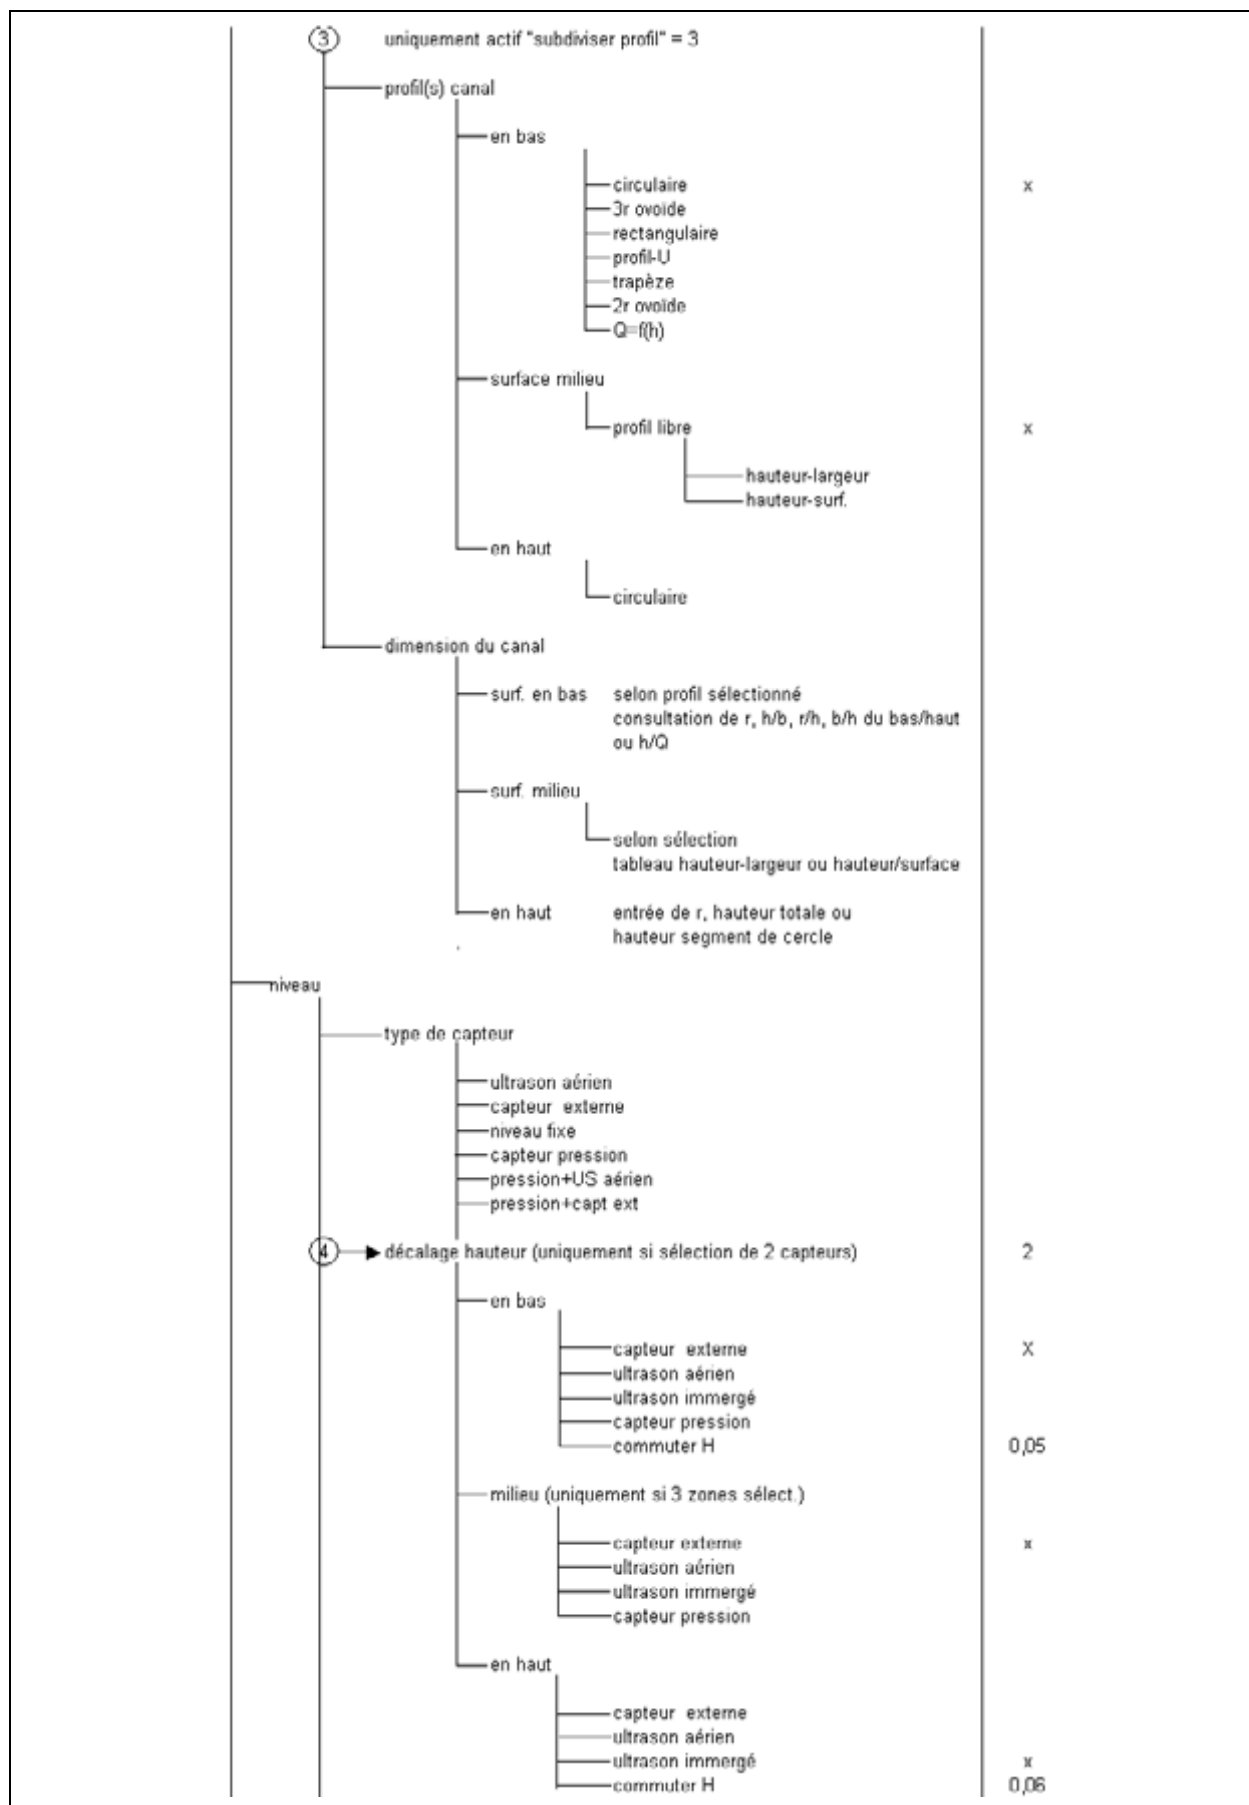 3 uniquement actif "subdiviser profil" = 3
profil(s) canal
en bas
circulaire x
3r ovoïde
rectangulaire
profil-U
trapèze
2r ovoïde
Q=f(h)
surface milieu
profil libre x
hauteur-largeur
hauteur-surf.
en haut
circulaire
dimension du canal
surf. en bas selon profil sélectionné
consultation de r, h/b, r/h, b/h du bas/haut
ou h/Q
surf. milieu
selon sélection
tableau hauteur-largeur ou hauteur/surface
en haut entrée de r, hauteur totale ou
hauteur segment de cercle
niveau
type de capteur
ultrason aérien
capteur externe
niveau fixe
capteur pression
pression+US aérien
pression+capt ext
4 décalage hauteur (uniquement si sélection de 2 capteurs) 2
en bas
capteur externe X
ultrason aérien
ultrason immergé
capteur pression
commuter H 0,05
milieu (uniquement si 3 zones sélect.)
capteur externe x
ultrason aérien
ultrason immergé
capteur pression
en haut
capteur externe
ultrason aérien
ultrason immergé x
commuter H 0,06